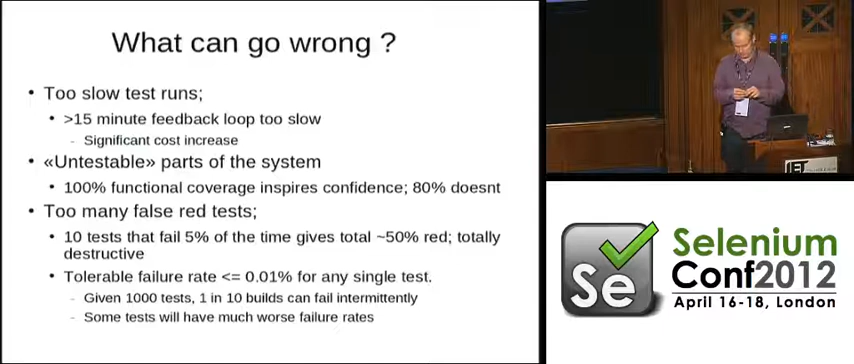 What can go wrong ?
• Too slow test runs;
• >15 minute feedback loop too slow
- Significant cost increase
• «Untestable» parts of the system
• 100% functional coverage inspires confidence; 80% doesnt
• Too many false red tests;
• 10 tests that fail 5% of the time gives total ~50% red; totally
destructive
• Tolerable failure rate <= 0.01% for any single test.
- Given 1000 tests, 1 in 10 builds can fail intermittently
- Some tests will have much worse failure rates
IET
Se
Selenium
Conf2012
April 16-18, London